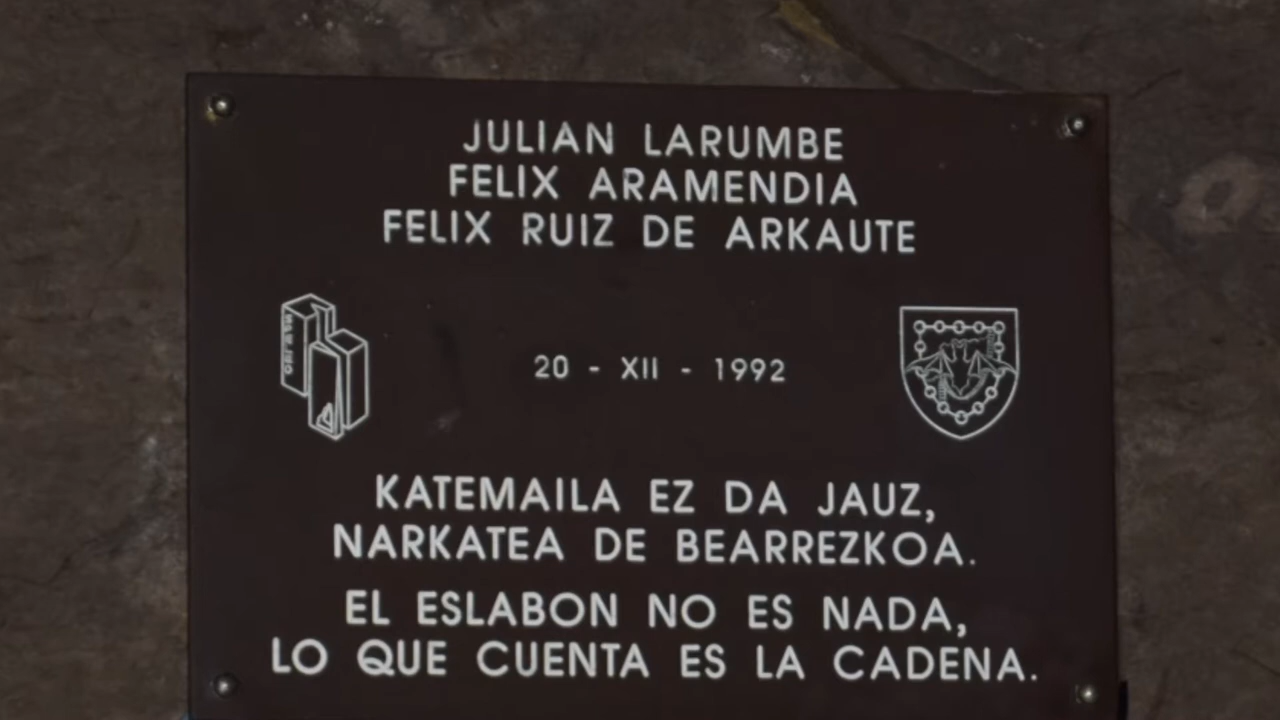 JULIAN LARUMBE
FELIX ARAMENDIA
FELIX RUIZ DE ARKAUTE
20 - XII - 1992
KATEMAILA EZ DA JAUZ,
NARKATEA DE BEARREZKOA.
EL ESLABON NO ES NADA,
LO QUE CUENTA ES LA CADENA.